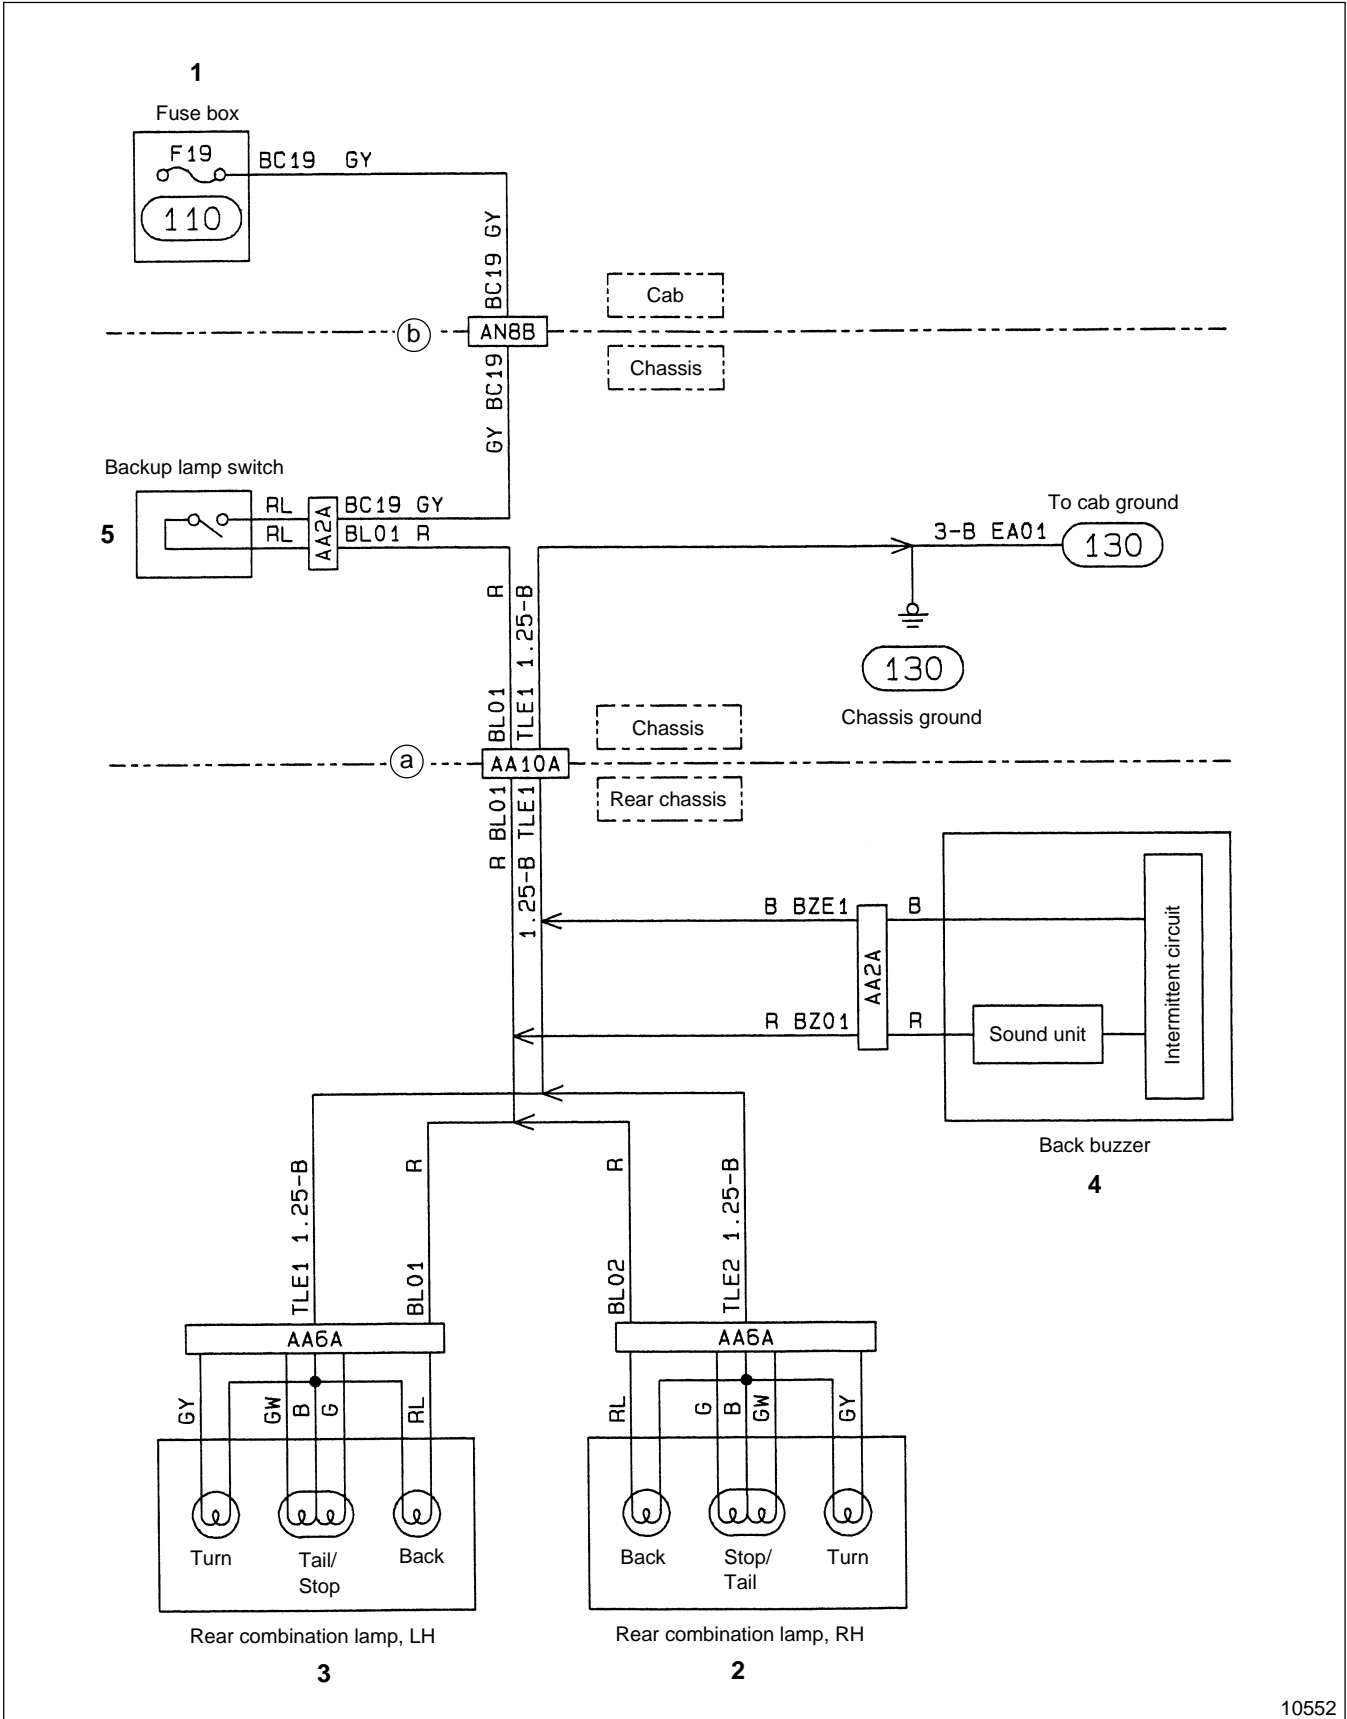 1
Fuse box
F19
BC19 GY
110
BC19 GY
Cab
b
AN8B
Chassis
GY BC19
Backup lamp switch
5
RL
RL
AA2A
BC19 GY
BL01 R
To cab ground
3-B EA01
130
130
Chassis ground
BL01 R
TLE1 1.25-B
Chassis
a
AA10A
Rear chassis
R BL01
1.25-B TLE1
B BZE1
B
AA2A
R BZ01
R
Sound unit
Intermittent circuit
Back buzzer
4
TLE1 1.25-B
BL01 R
BL02 R
TLE2 1.25-B
AA6A
AA6A
GY
GW
B
G
RL
RL
G
B
GW
GY
Turn
Tail/
Stop
Back
Back
Stop/
Tail
Turn
Rear combination lamp, LH
3
Rear combination lamp, RH
2
10552